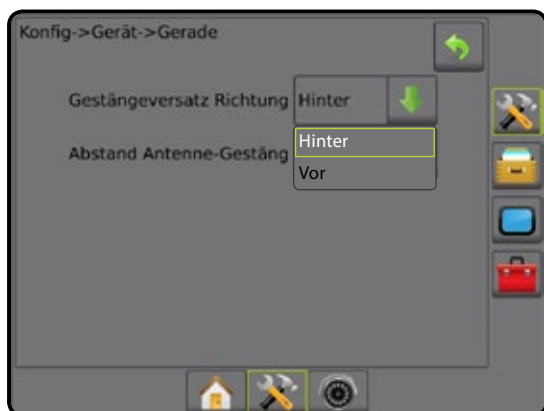 Konfig->Gerät->Gerade
Gestängeversatz Richtung Hinter
Hinter
Abstand Antenne-Gestäng
Vor